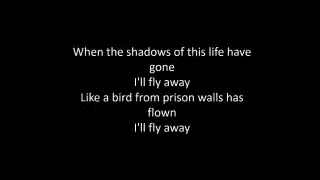 When the shadows of this life have
gone
I'll fly away
Like a bird from prison walls has
flown
I'll fly away